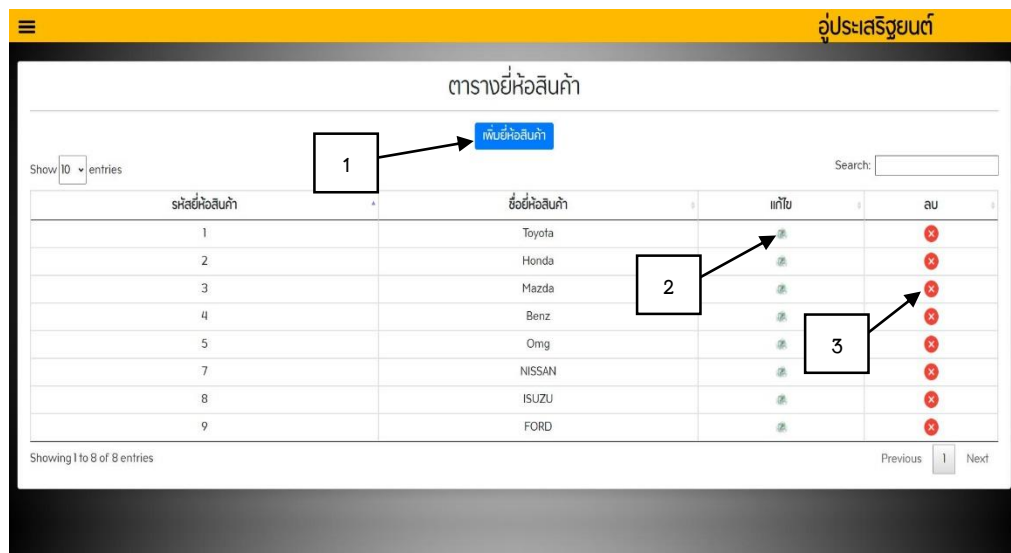 อู่ประเสริฐยนต์
ตารางยี่ห้อสินค้า
เพิ่มยี่ห้อสินค้า
1
Show 10 entries
Search:
รหัสยี่ห้อสินค้า ชื่อยี่ห้อสินค้า แก้ไข ลบ
1 Toyota
2 Honda
3 Mazda
2
4 Benz
5 Omg
3
7 NISSAN
8 ISUZU
9 FORD
Showing 1 to 8 of 8 entries
Previous 1 Next